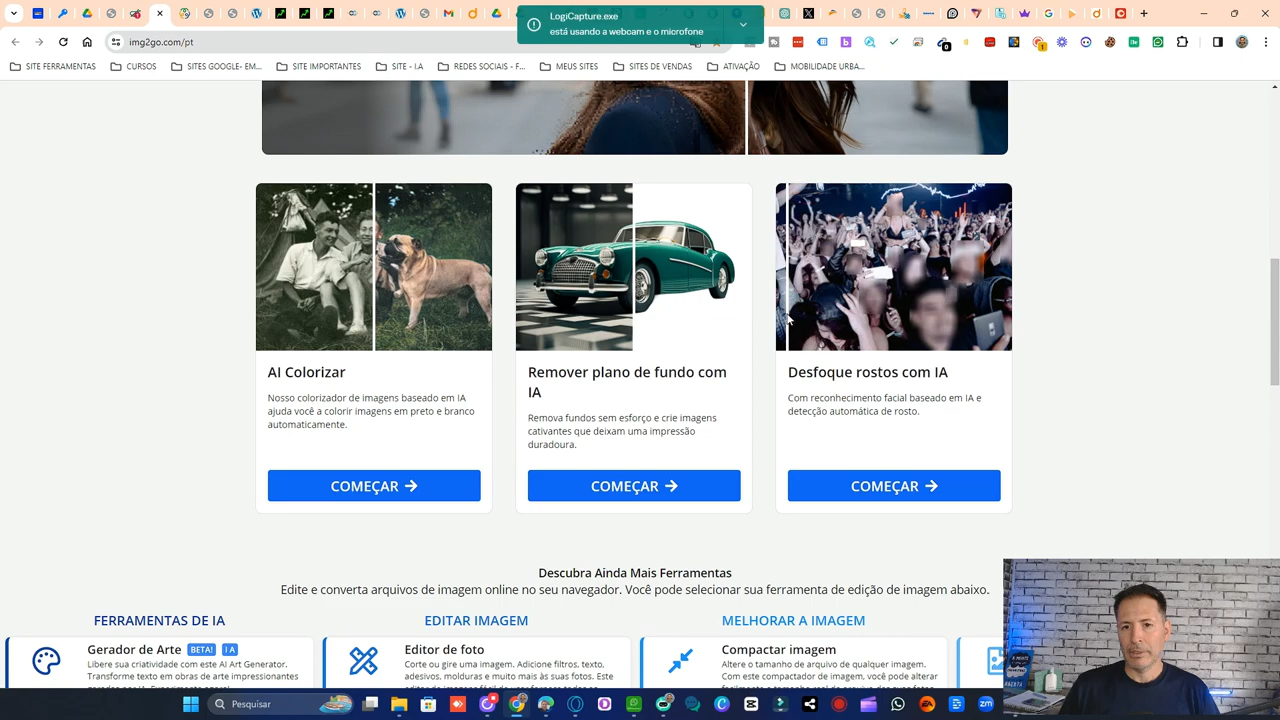 LogiCapture.exe
está usando a webcam e o microfone
img2go.com/pt
SITE FERRAMENTAS
CURSOS
SITES GOOGLE- EM...
SITE IMPORTANTES
SITE - I.A
REDES SOCIAIS - F...
MEUS SITES
SITES DE VENDAS
ATIVAÇÃO
MOBILIDADE URBA...
AI Colorizar
Nosso colorizador de imagens baseado em IA
ajuda você a colorir imagens em preto e branco
automaticamente.
COMEÇAR →
Remover plano de fundo com
IA
Remova fundos sem esforço e crie imagens
cativantes que deixam uma impressão
duradoura.
COMEÇAR →
Desfoque rostos com IA
Com reconhecimento facial baseado em IA e
detecção automática de rosto.
COMEÇAR →
Descubra Ainda Mais Ferramentas
Edite e converta arquivos de imagem online no seu navegador. Você pode selecionar sua ferramenta de edição de imagem abaixo.
FERRAMENTAS DE IA
Gerador de Arte BETA! I A
Libere sua criatividade com este AI Art Generator.
Transforme texto em obras de arte impressionantes
EDITAR IMAGEM
Editor de foto
Corte ou gire uma imagem. Adicione filtros, texto,
adesivos, molduras e muito mais às suas fotos. Este
MELHORAR A IMAGEM
Compactar imagem
Altere o tamanho de arquivo de qualquer imagem.
Com este compactador de imagem, você pode alterar
Pesquisar